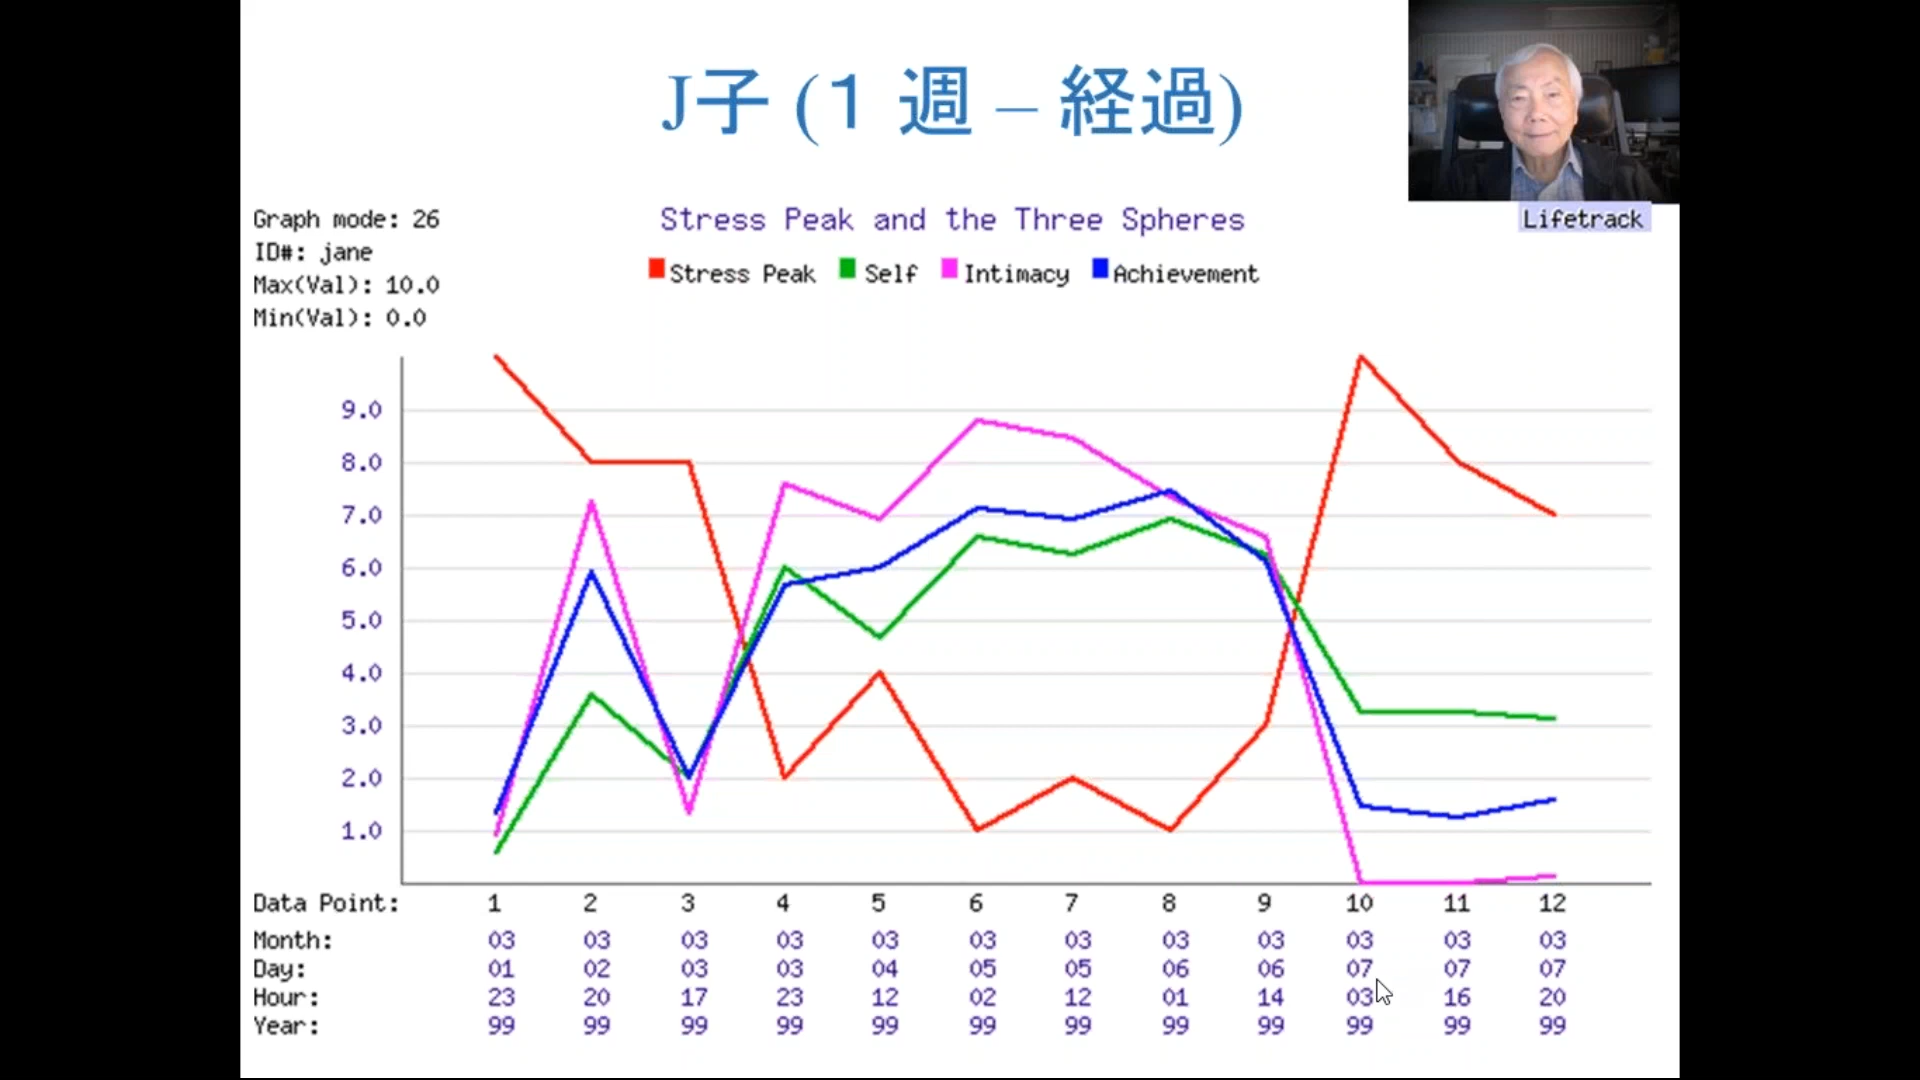 J子 (1 週 – 経過)
Graph mode: 26
ID#: jane
Max(Val): 10.0
Min(Val): 0.0
Stress Peak and the Three Spheres
Lifetrack
Stress Peak Self Intimacy Achievement
9.0
8.0
7.0
6.0
5.0
4.0
3.0
2.0
1.0
Data Point: 1 2 3 4 5 6 7 8 9 10 11 12
Month: 03 03 03 03 03 03 03 03 03 03 03 03
Day: 01 02 03 03 04 05 05 06 06 07 07 07
Hour: 23 20 17 23 12 02 12 01 14 03 16 20
Year: 99 99 99 99 99 99 99 99 99 99 99 99